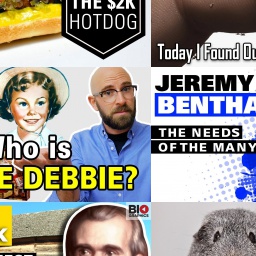 THE $2K
HOTDOG
Today I Found Ou
Who is
E DEBBIE?
JEREMY
BENTHA
THE NEEDS
OF THE MANY
BIO
GRAPHICS
K